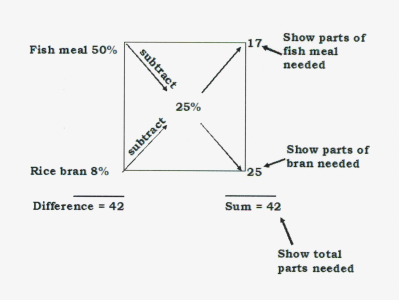 Fish meal 50%
subtract
17
Show parts of
fish meal
needed
25%
subtract
Rice bran 8%
25
Show parts of
bran needed
Difference = 42
Sum = 42
Show total
parts needed